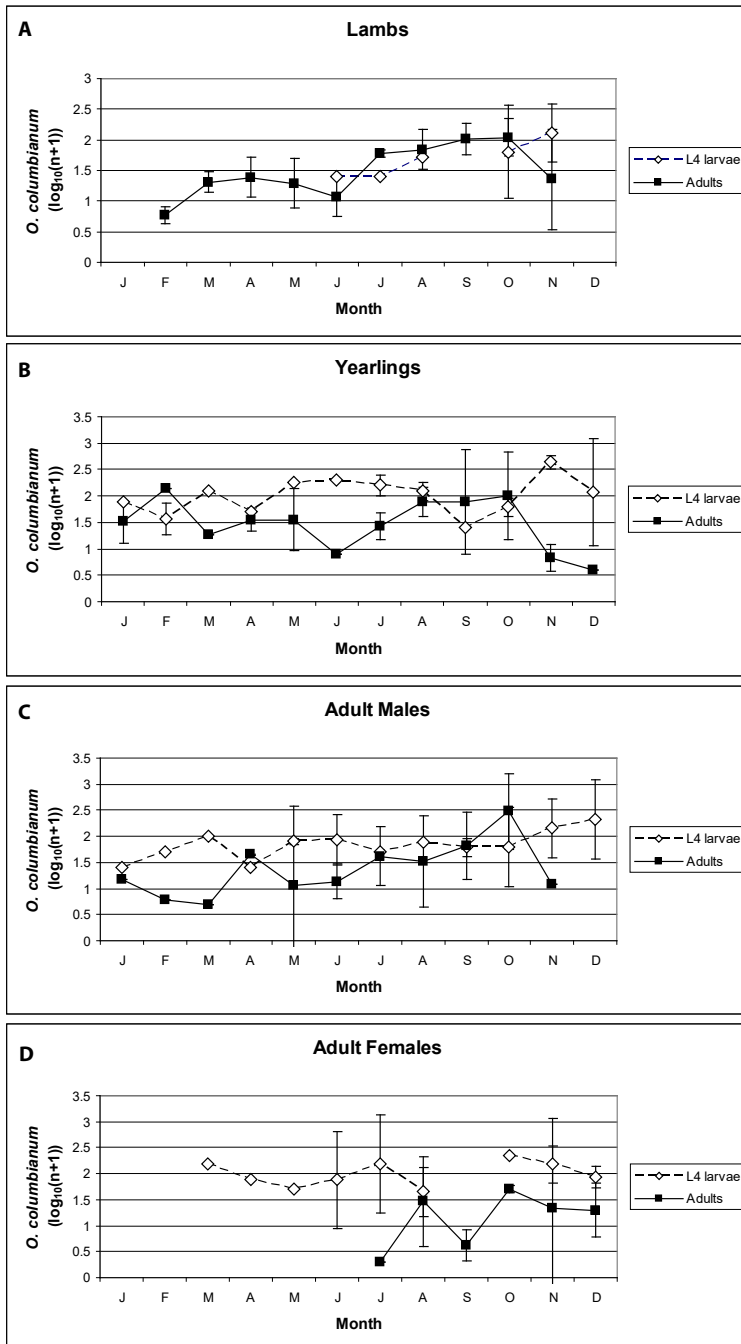 A
Lambs
O. columbianum
(log₁₀(n+1))
3
2.5
2
1.5
1
0.5
0
J F M A M J J A S O N D
Month
L4 larvae
Adults
B
Yearlings
O. columbianum
(log₁₀(n+1))
3.5
3
2.5
2
1.5
1
0.5
0
J F M A M J J A S O N D
Month
L4 larvae
Adults
C
Adult Males
O. columbianum
(log₁₀(n+1))
3.5
3
2.5
2
1.5
1
0.5
0
J F M A M J J A S O N D
Month
L4 larvae
Adults
D
Adult Females
O. columbianum
(log₁₀(n+1))
3.5
3
2.5
2
1.5
1
0.5
0
J F M A M J J A S O N D
Month
L4 larvae
Adults